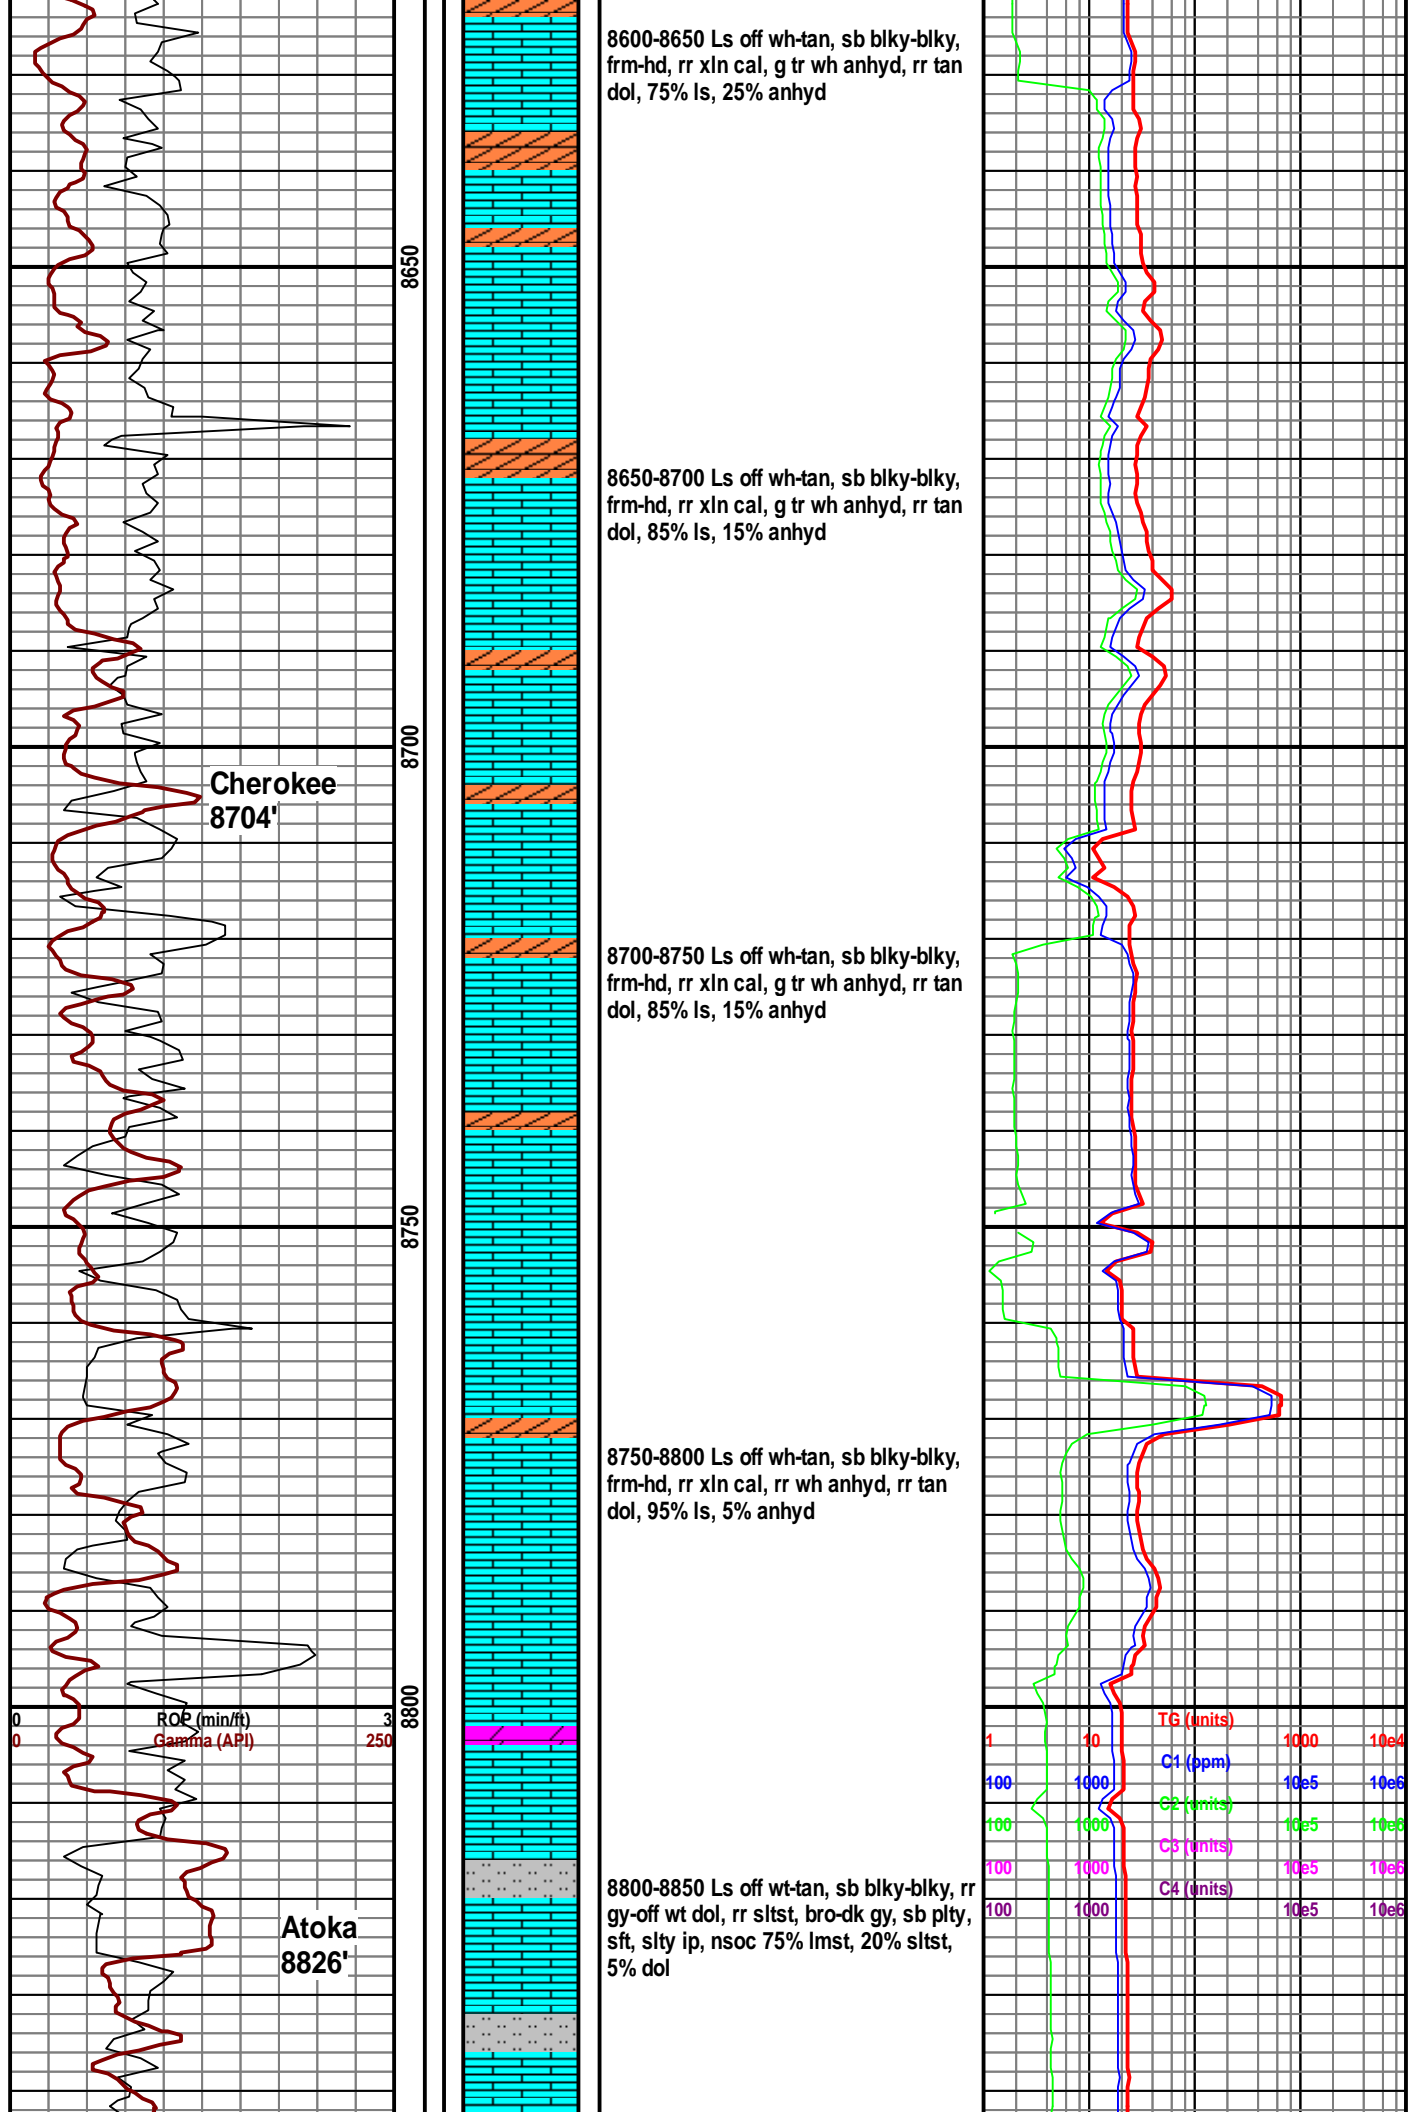 8600-8650 Ls off wh-tan, sb blky-blky,
frm-hd, rr xln cal, g tr wh anhyd, rr tan
dol, 75% ls, 25% anhyd
8650
8650-8700 Ls off wh-tan, sb blky-blky,
frm-hd, rr xln cal, g tr wh anhyd, rr tan
dol, 85% ls, 15% anhyd
8700
Cherokee
8704'
8700-8750 Ls off wh-tan, sb blky-blky,
frm-hd, rr xln cal, g tr wh anhyd, rr tan
dol, 85% ls, 15% anhyd
8750
8750-8800 Ls off wh-tan, sb blky-blky,
frm-hd, rr xln cal, rr wh anhyd, rr tan
dol, 95% ls, 5% anhyd
8800
0 ROP (min/ft) 3
0 Gamma (API) 250
TG (units)
1 10 1000 10e4
C1 (ppm)
100 1000 10e5 10e6
C2 (units)
100 1000 10e5 10e6
C3 (units)
100 1000 10e5 10e6
C4 (units)
100 1000 10e5 10e6
8800-8850 Ls off wt-tan, sb blky-blky, rr
gy-off wt dol, rr sltst, bro-dk gy, sb plty,
sft, slty ip, nsoc 75% lmst, 20% sltst,
5% dol
Atoka
8826'